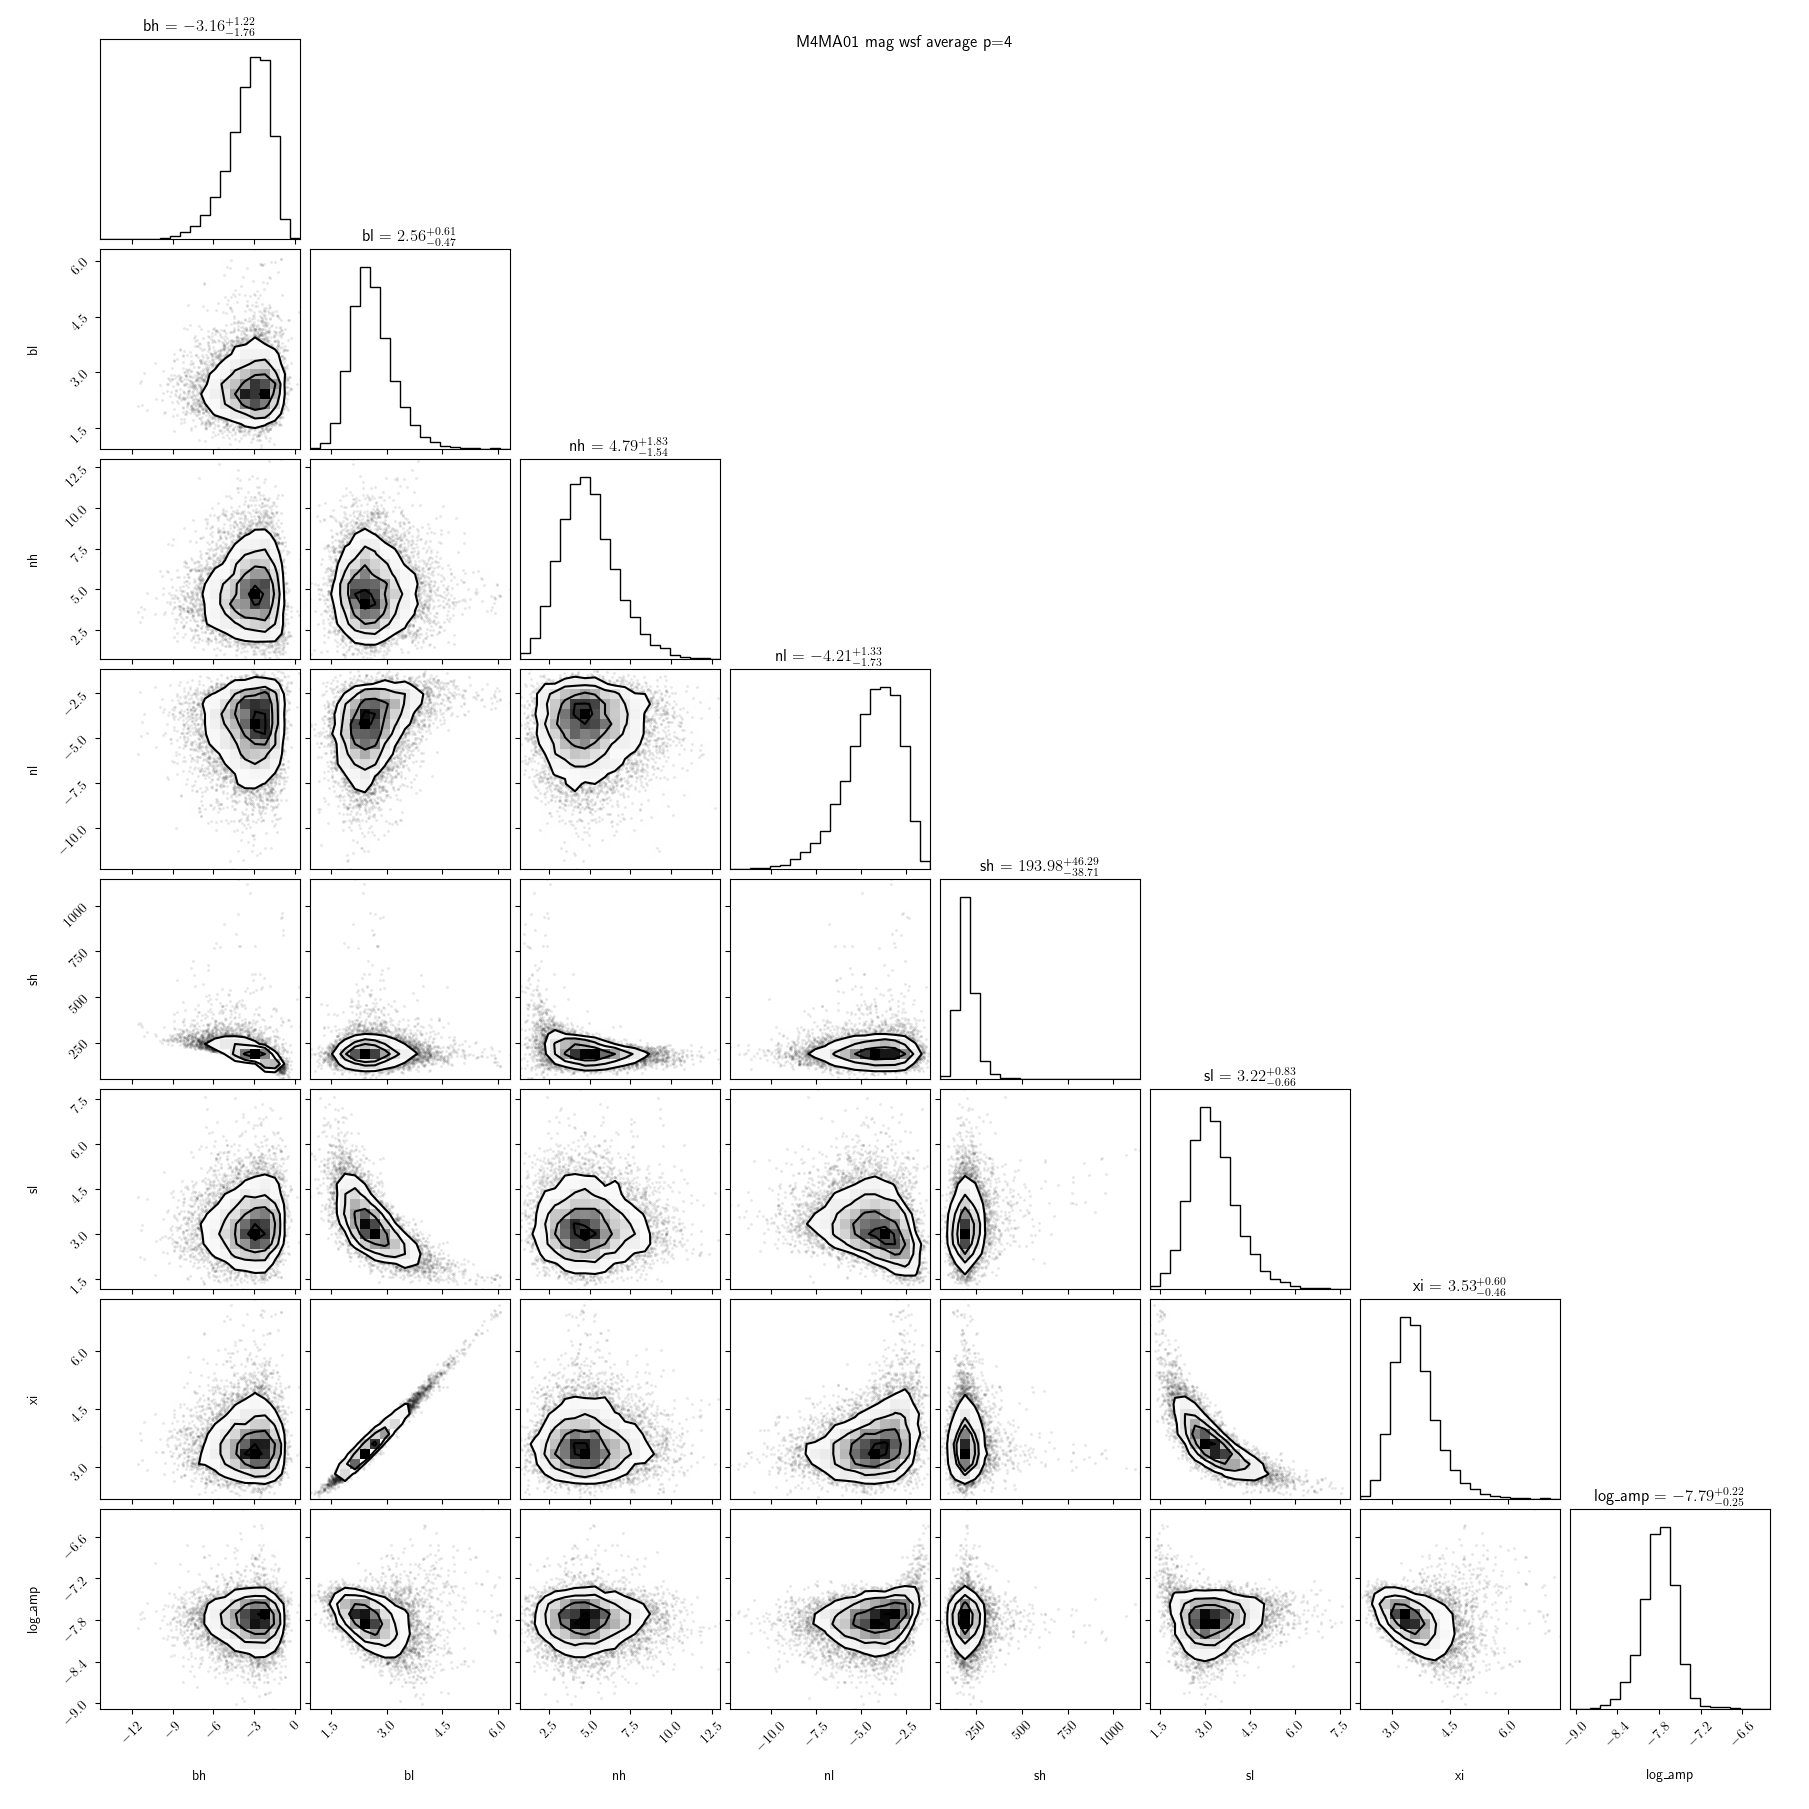 bh = −3.16+1.22−1.76
M4MA01 mag wsf average p=4
bl = 2.56+0.61−0.47
6.0
4.5
3.0
1.5
bl
nh = 4.79+1.83−1.54
12.5
10.0
7.5
5.0
2.5
nh
nl = −4.21+1.33−1.73
−2.5
−5.0
−7.5
−10.0
nl
sh = 193.98+46.29−38.71
1000
750
500
250
sh
sl = 3.22+0.83−0.66
7.5
6.0
4.5
3.0
1.5
sl
xi = 3.53+0.60−0.46
6.0
4.5
3.0
xi
log_amp = −7.79+0.22−0.25
−6.6
−7.2
−7.8
−8.4
−9.0
log_amp
−12 −9 −6 −3 0 1.5 3.0 4.5 6.0 2.5 5.0 7.5 10.0 12.5 −10.0 −7.5 −5.0 −2.5 250 500 750 1000 1.5 3.0 4.5 6.0 7.5 3.0 4.5 6.0 −9.0 −8.4 −7.8 −7.2 −6.6
bh bl nh nl sh sl xi log_amp